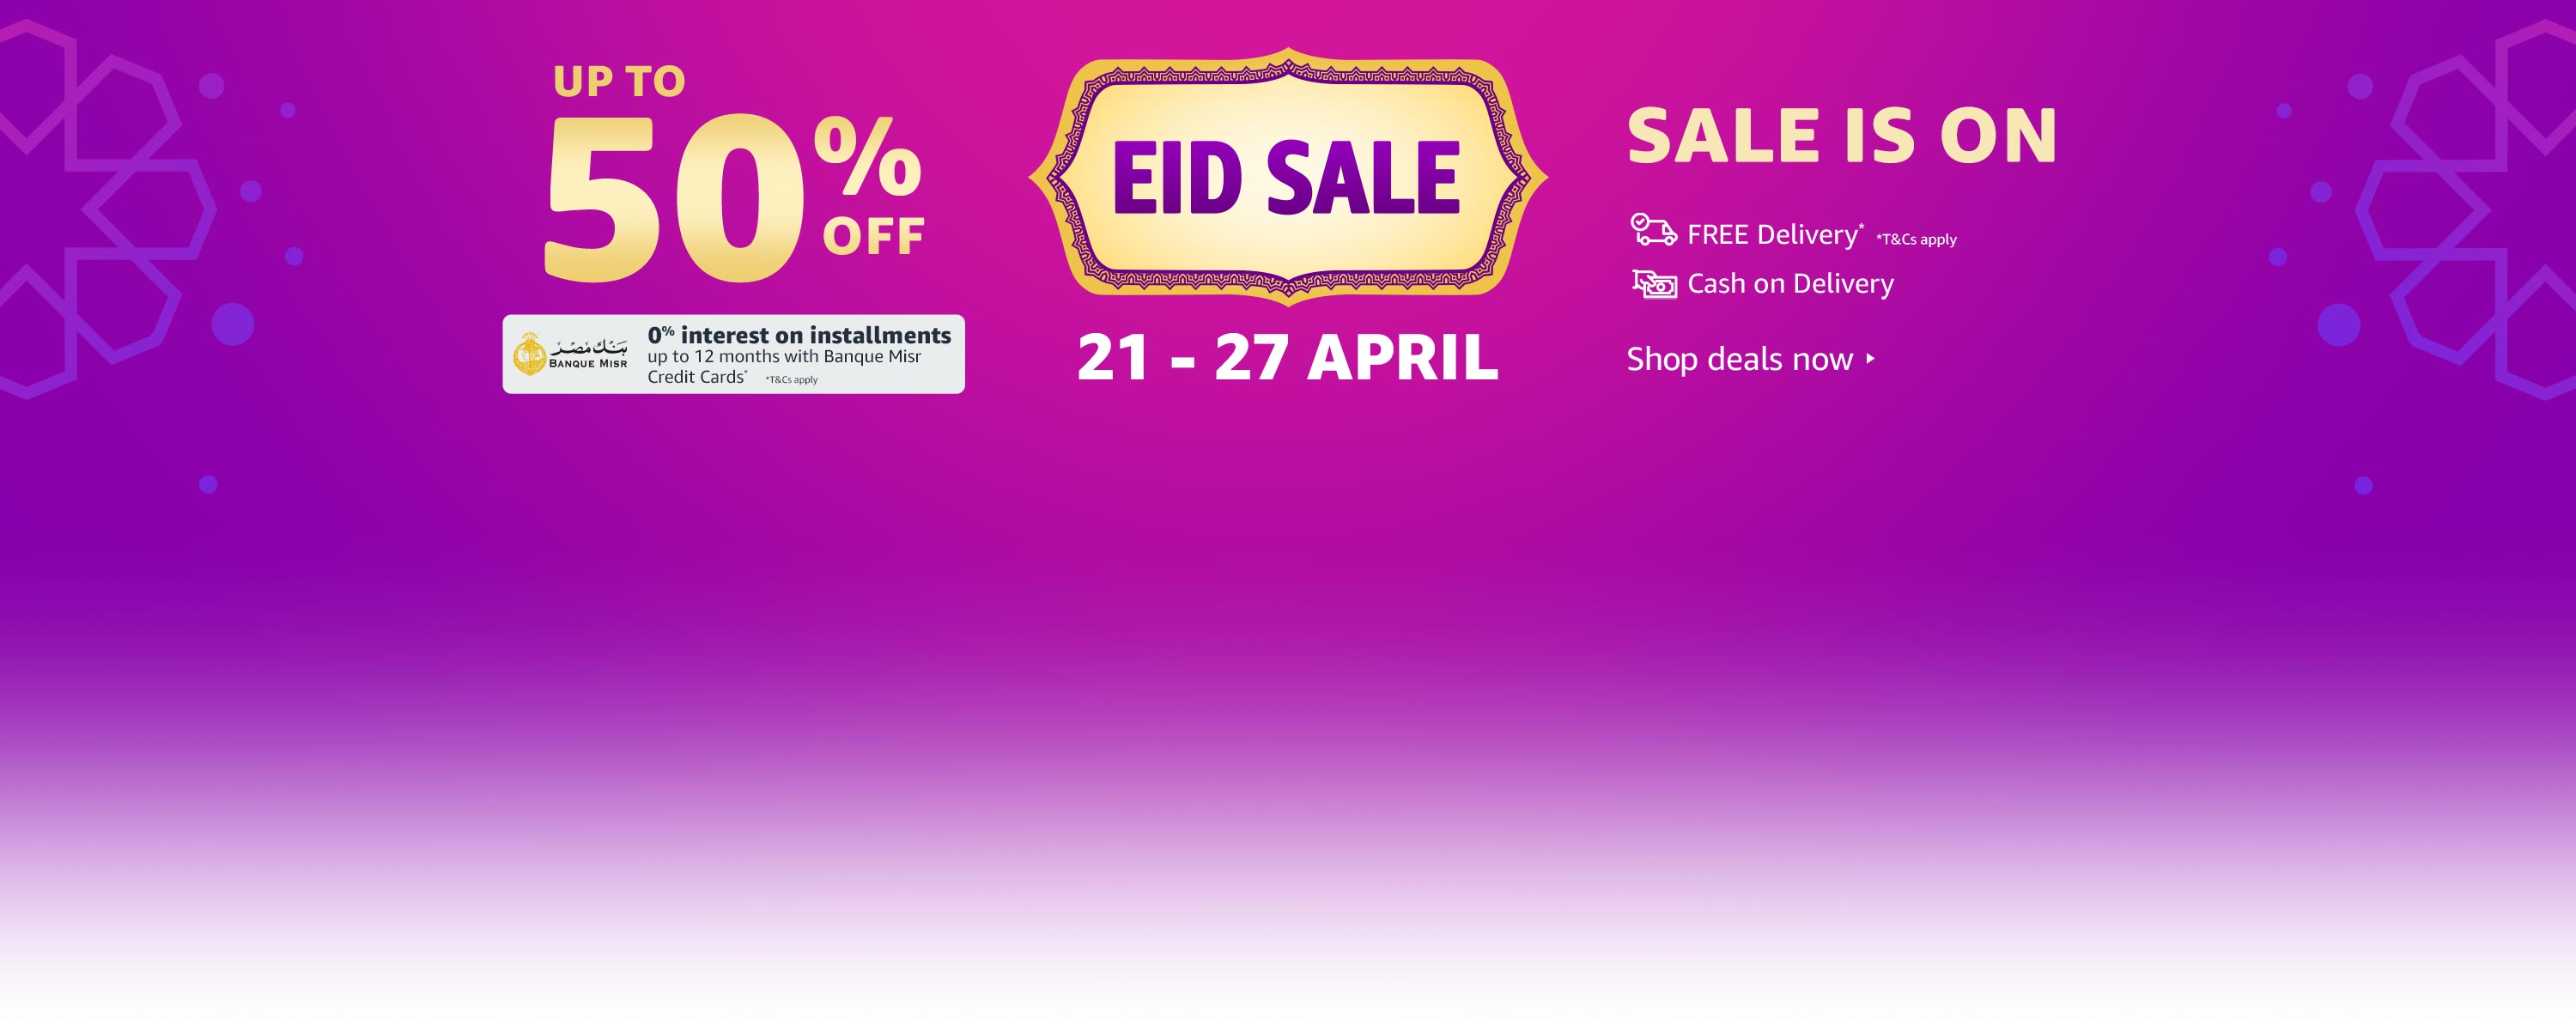 UP TO
50%
OFF
بنك مصر
BANQUE MISR
0% interest on installments
up to 12 months with Banque Misr
Credit Cards* *T&Cs apply
EID SALE
21 - 27 APRIL
SALE IS ON
FREE Delivery* *T&Cs apply
Cash on Delivery
Shop deals now